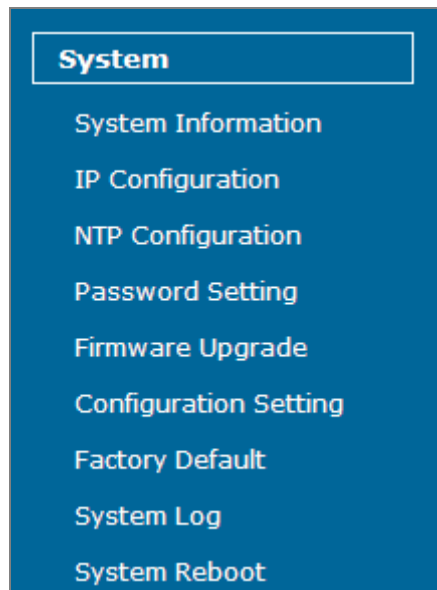 System
System Information
IP Configuration
NTP Configuration
Password Setting
Firmware Upgrade
Configuration Setting
Factory Default
System Log
System Reboot